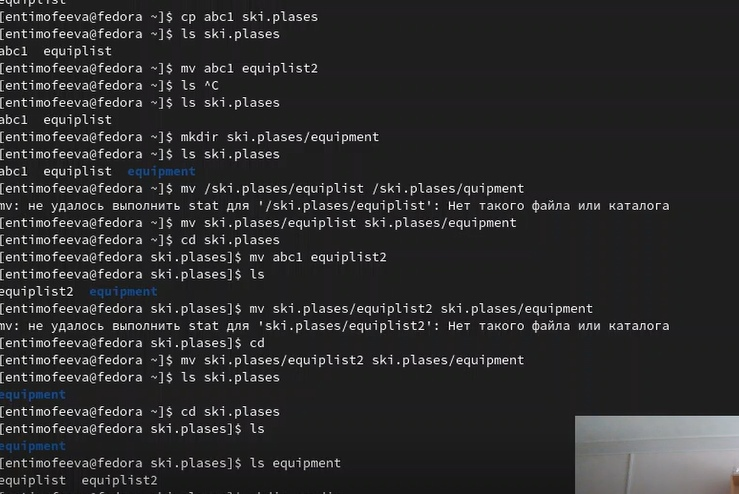 equiplist
[entimofeeva@fedora ~]$ cp abc1 ski.plases
[entimofeeva@fedora ~]$ ls ski.plases
abc1  equiplist
[entimofeeva@fedora ~]$ mv abc1 equiplist2
[entimofeeva@fedora ~]$ ls ^C
[entimofeeva@fedora ~]$ ls ski.plases
abc1  equiplist
[entimofeeva@fedora ~]$ mkdir ski.plases/equipment
[entimofeeva@fedora ~]$ ls ski.plases
abc1  equiplist  equipment
[entimofeeva@fedora ~]$ mv /ski.plases/equiplist /ski.plases/quipment
mv: не удалось выполнить stat для '/ski.plases/equiplist': Нет такого файла или каталога
[entimofeeva@fedora ~]$ mv ski.plases/equiplist ski.plases/equipment
[entimofeeva@fedora ~]$ cd ski.plases
[entimofeeva@fedora ski.plases]$ mv abc1 equiplist2
[entimofeeva@fedora ski.plases]$ ls
equiplist2  equipment
[entimofeeva@fedora ski.plases]$ mv ski.plases/equiplist2 ski.plases/equipment
mv: не удалось выполнить stat для 'ski.plases/equiplist2': Нет такого файла или каталога
[entimofeeva@fedora ski.plases]$ cd
[entimofeeva@fedora ~]$ mv ski.plases/equiplist2 ski.plases/equipment
[entimofeeva@fedora ~]$ ls ski.plases
equipment
[entimofeeva@fedora ~]$ cd ski.plases
[entimofeeva@fedora ski.plases]$ ls
equipment
[entimofeeva@fedora ski.plases]$ ls equipment
equiplist  equiplist2